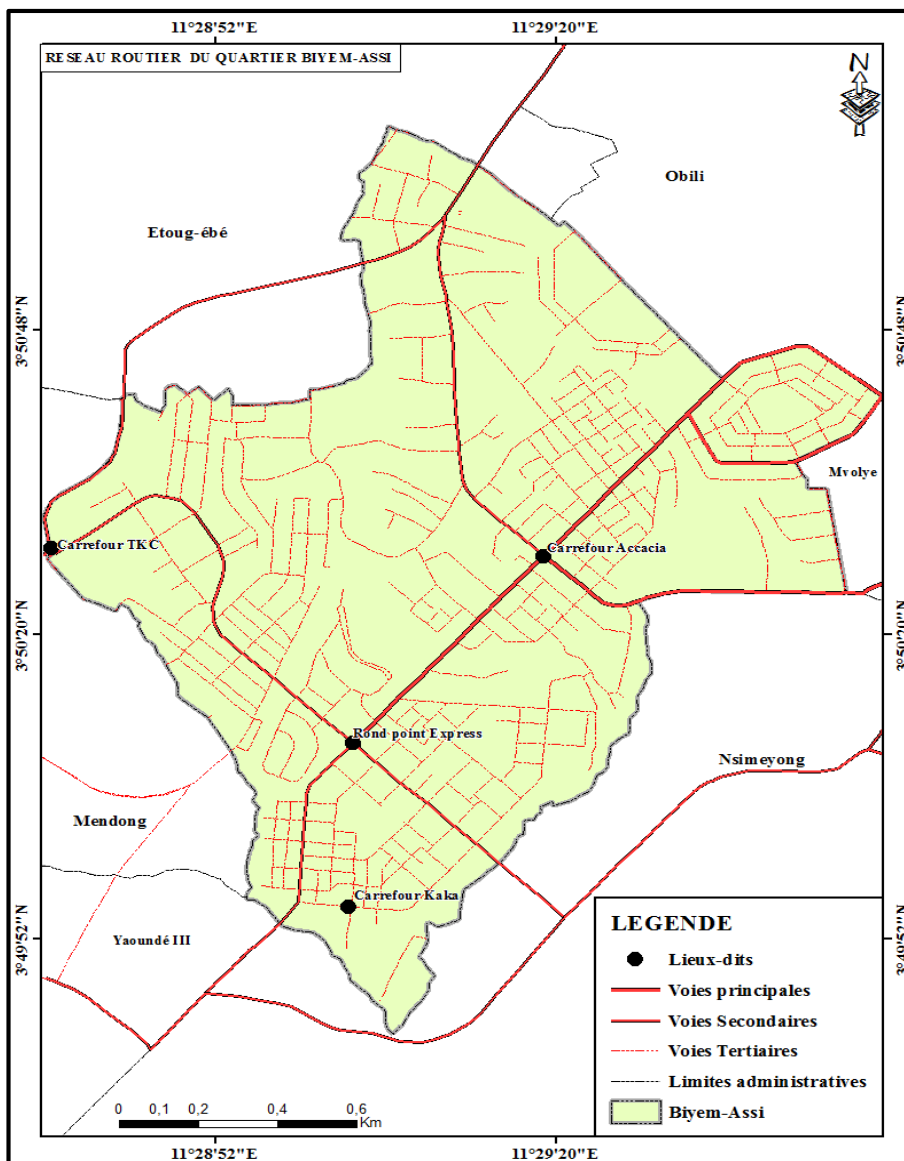 11°28'52"E
11°29'20"E
RESEAU ROUTIER DU QUARTIER BIYEM-ASSI
N
Obili
Etoug-ébé
3°50'48"N
3°50'48"N
Mvolye
Carrefour TKC
Carrefour Accacia
3°50'20"N
3°50'20"N
Rond point Express
Nsimeyong
Mendong
Carrefour Kaka
Yaoundé III
3°49'52"N
3°49'52"N
LEGENDE
Lieux-dits
Voies principales
Voies Secondaires
Voies Tertiaires
Limites administratives
Biyem-Assi
0 0,1 0,2 0,4 0,6
Km
11°28'52"E
11°29'20"E